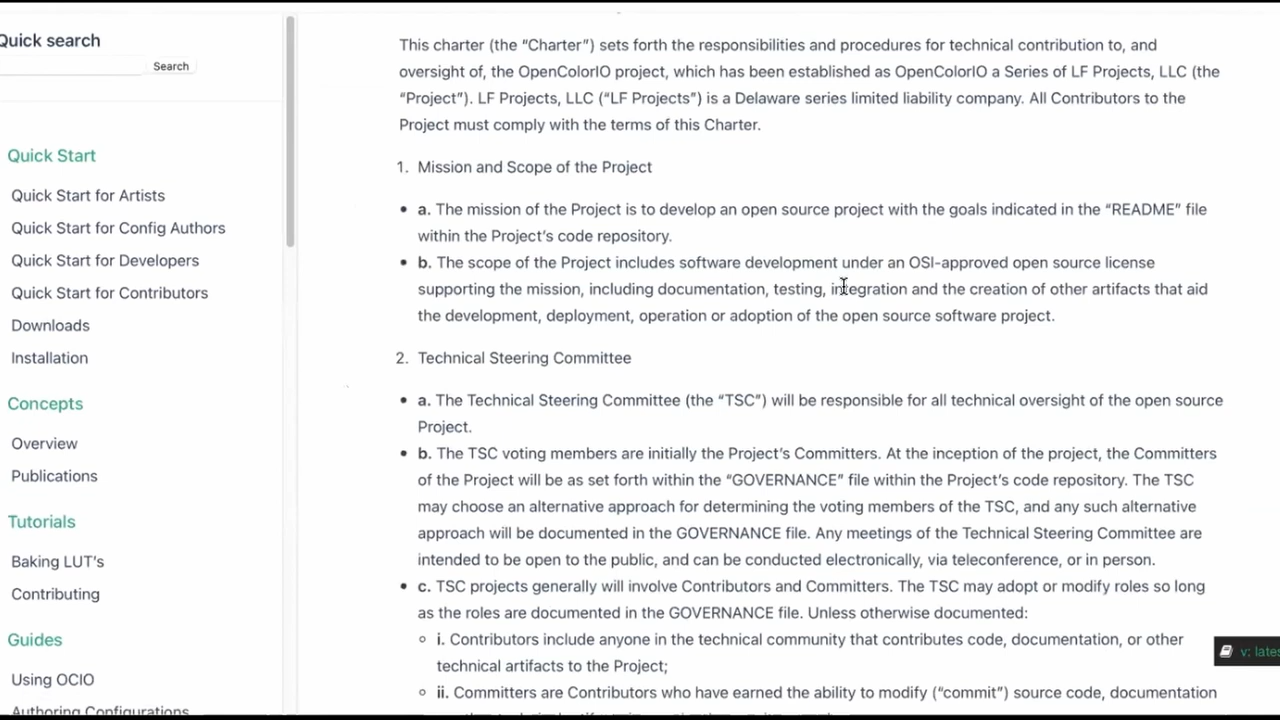 Quick search
Search
Quick Start
Quick Start for Artists
Quick Start for Config Authors
Quick Start for Developers
Quick Start for Contributors
Downloads
Installation
Concepts
Overview
Publications
Tutorials
Baking LUT's
Contributing
Guides
Using OCIO
Authoring Configurations
This charter (the “Charter”) sets forth the responsibilities and procedures for technical contribution to, and
oversight of, the OpenColorIO project, which has been established as OpenColorIO a Series of LF Projects, LLC (the
“Project”). LF Projects, LLC (“LF Projects”) is a Delaware series limited liability company. All Contributors to the
Project must comply with the terms of this Charter.
1. Mission and Scope of the Project
• a. The mission of the Project is to develop an open source project with the goals indicated in the “README” file
within the Project’s code repository.
• b. The scope of the Project includes software development under an OSI-approved open source license
supporting the mission, including documentation, testing, integration and the creation of other artifacts that aid
the development, deployment, operation or adoption of the open source software project.
2. Technical Steering Committee
• a. The Technical Steering Committee (the “TSC”) will be responsible for all technical oversight of the open source
Project.
• b. The TSC voting members are initially the Project’s Committers. At the inception of the project, the Committers
of the Project will be as set forth within the “GOVERNANCE” file within the Project’s code repository. The TSC
may choose an alternative approach for determining the voting members of the TSC, and any such alternative
approach will be documented in the GOVERNANCE file. Any meetings of the Technical Steering Committee are
intended to be open to the public, and can be conducted electronically, via teleconference, or in person.
• c. TSC projects generally will involve Contributors and Committers. The TSC may adopt or modify roles so long
as the roles are documented in the GOVERNANCE file. Unless otherwise documented:
◦ i. Contributors include anyone in the technical community that contributes code, documentation, or other
technical artifacts to the Project;
◦ ii. Committers are Contributors who have earned the ability to modify (“commit”) source code, documentation
v: lates